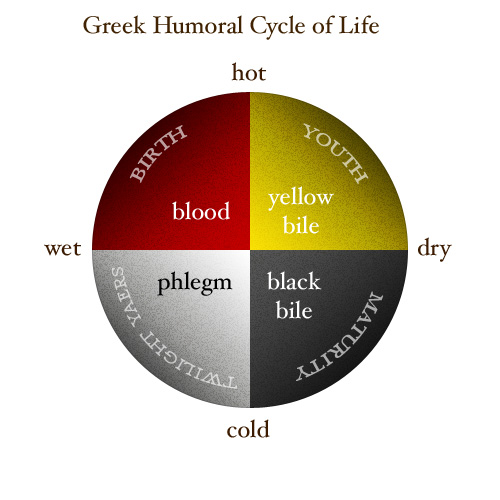 Greek Humoral Cycle of Life
hot
BIRTH
YOUTH
blood
yellow
bile
wet
dry
phlegm
black
bile
TWILIGHT YAERS
MATURITY
cold